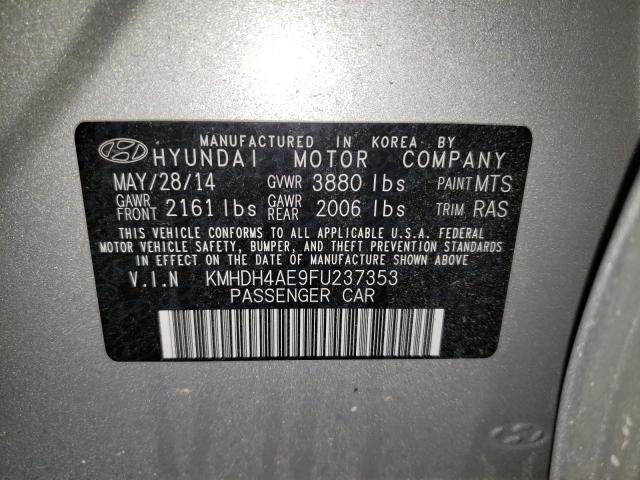 MANUFACTURED IN KOREA BY
HYUNDAI MOTOR COMPANY
MAY/28/14 GVWR 3880 lbs PAINT MTS
GAWR FRONT 2161 lbs GAWR REAR 2006 lbs TRIM RAS
THIS VEHICLE CONFORMS TO ALL APPLICABLE U.S.A. FEDERAL
MOTOR VEHICLE SAFETY, BUMPER, AND THEFT PREVENTION STANDARDS
IN EFFECT ON THE DATE OF MANUFACTURE SHOWN ABOVE.
V.I.N KMHDH4AE9FU237353
PASSENGER CAR